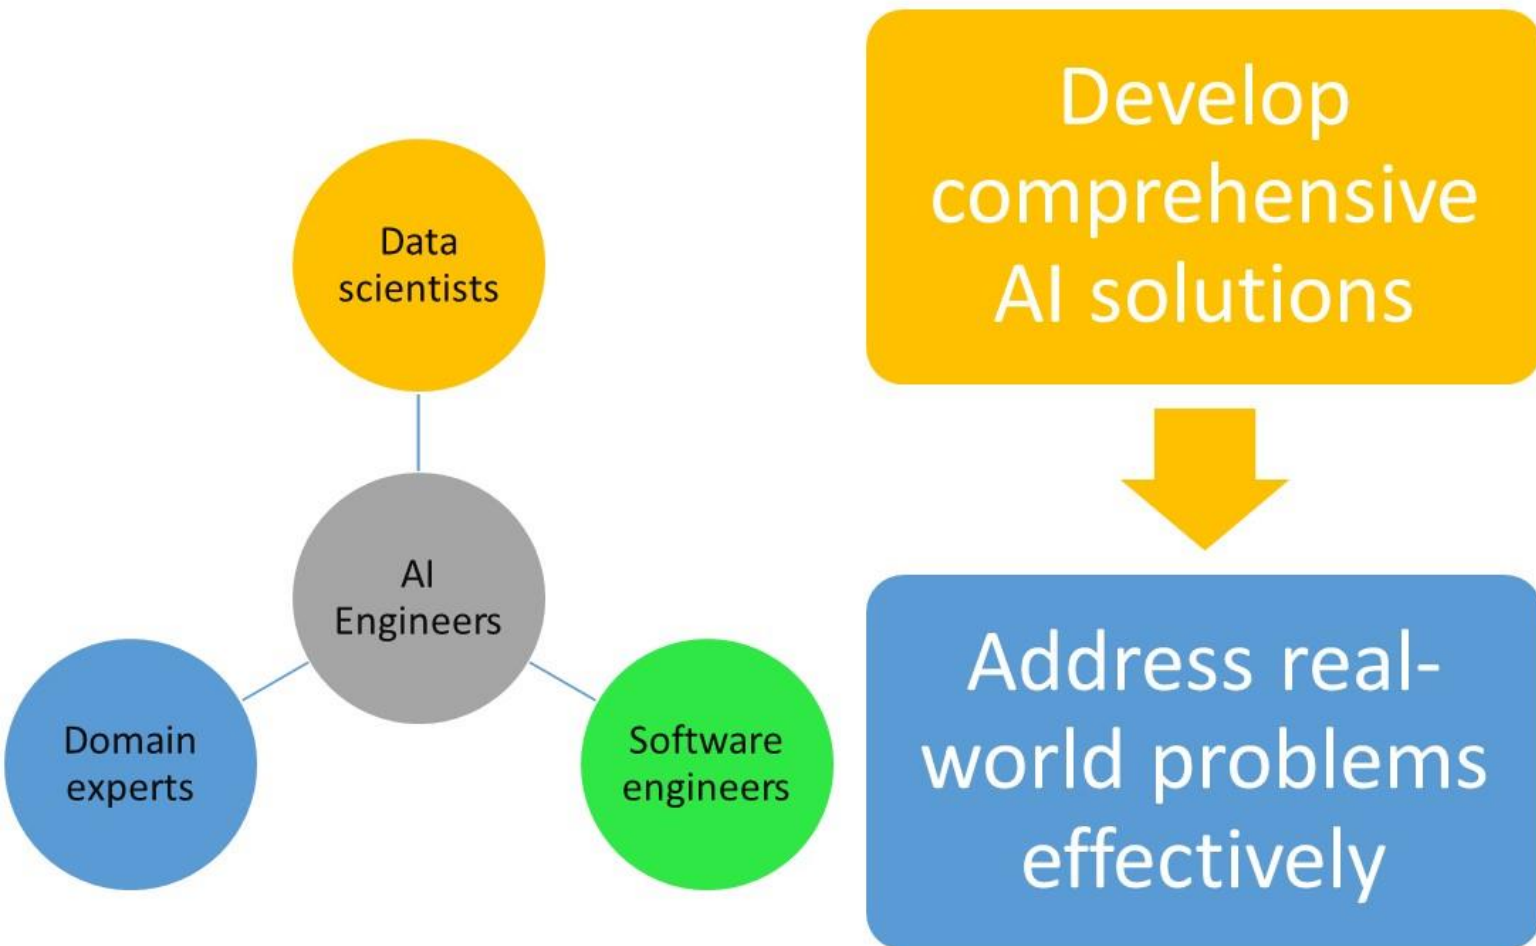 Data
scientists
AI
Engineers
Domain
experts
Software
engineers
Develop
comprehensive
AI solutions
Address real-
world problems
effectively